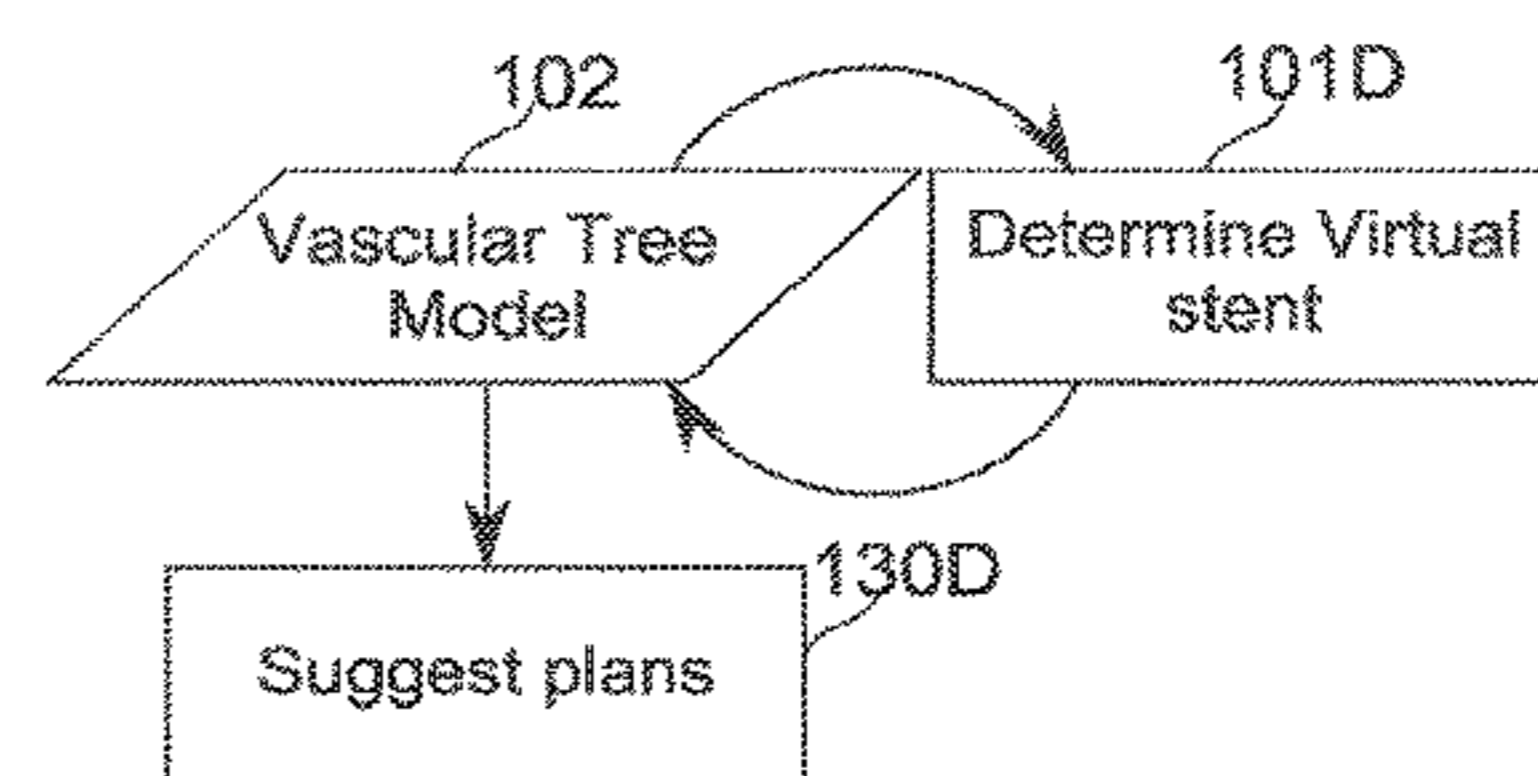 102
101D
Vascular Tree
Model
Determine Virtual
stent
130D
Suggest plans